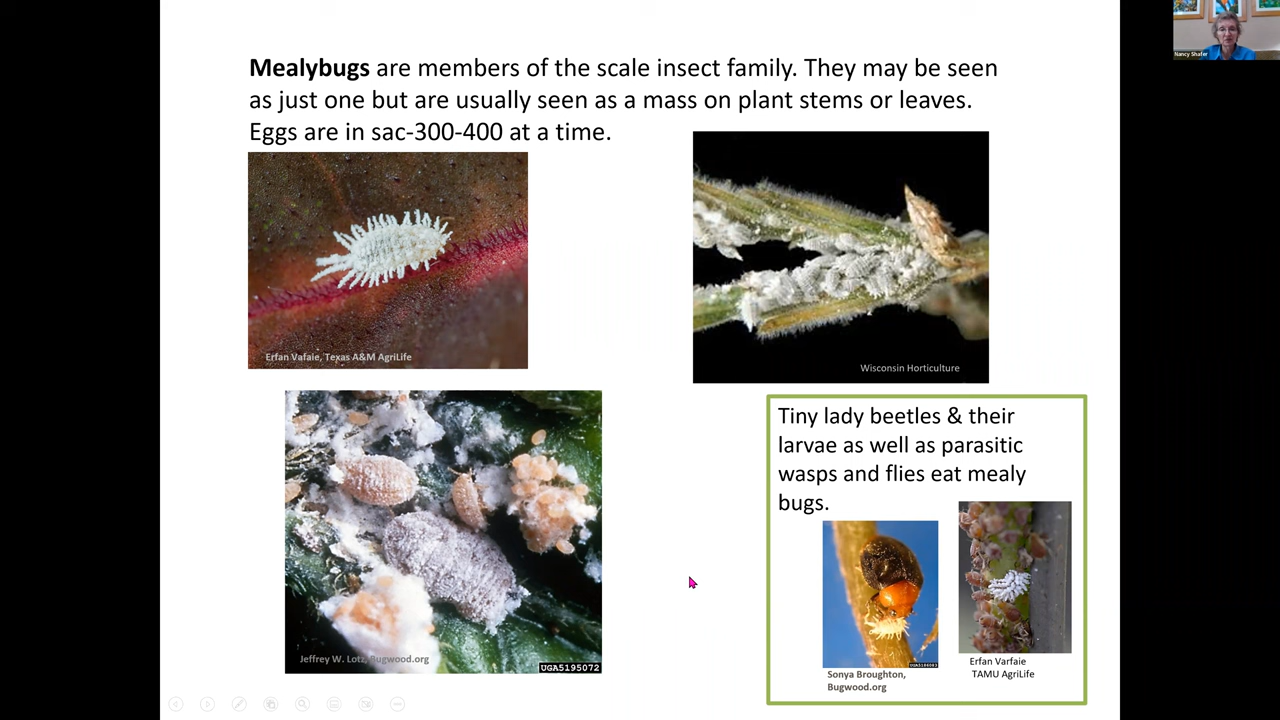 Mealybugs are members of the scale insect family. They may be seen
as just one but are usually seen as a mass on plant stems or leaves.
Eggs are in sac-300-400 at a time.
Erfan Vafaie, Texas A&M AgriLife
Wisconsin Horticulture
Jeffrey W. Lotz, Bugwood.org
UGA5195072
Tiny lady beetles & their
larvae as well as parasitic
wasps and flies eat mealy
bugs.
Sonya Broughton,
Bugwood.org
Erfan Varfaie
TAMU AgriLife
Nancy Shafer